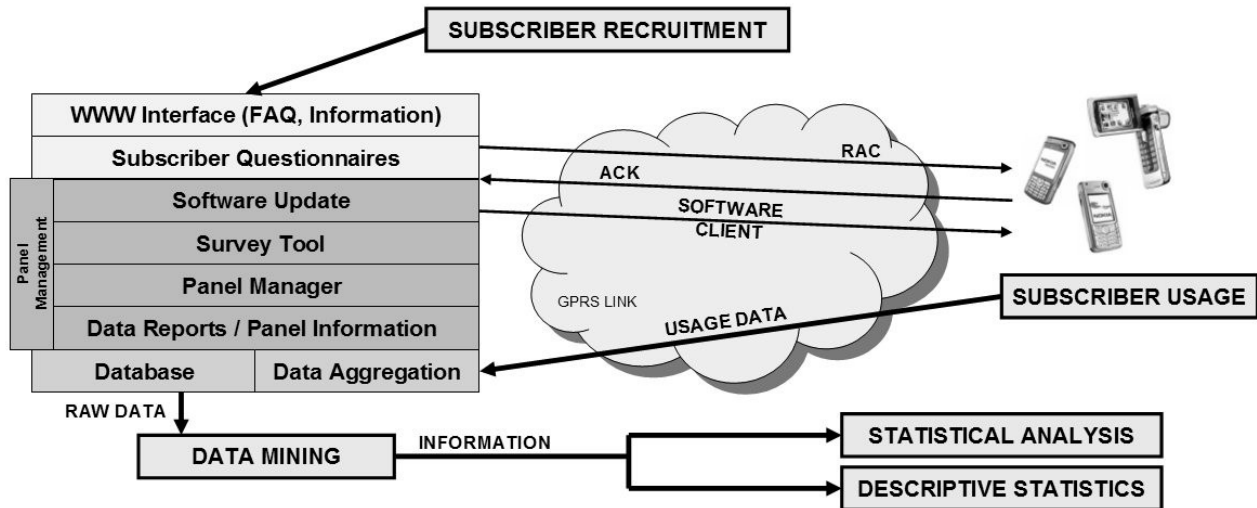 SUBSCRIBER RECRUITMENT
WWW Interface (FAQ, Information)
Subscriber Questionnaires
Panel
Management
Software Update
Survey Tool
Panel Manager
Data Reports / Panel Information
Database
Data Aggregation
RAC
ACK
SOFTWARE
CLIENT
GPRS LINK
USAGE DATA
SUBSCRIBER USAGE
RAW DATA
DATA MINING
INFORMATION
STATISTICAL ANALYSIS
DESCRIPTIVE STATISTICS